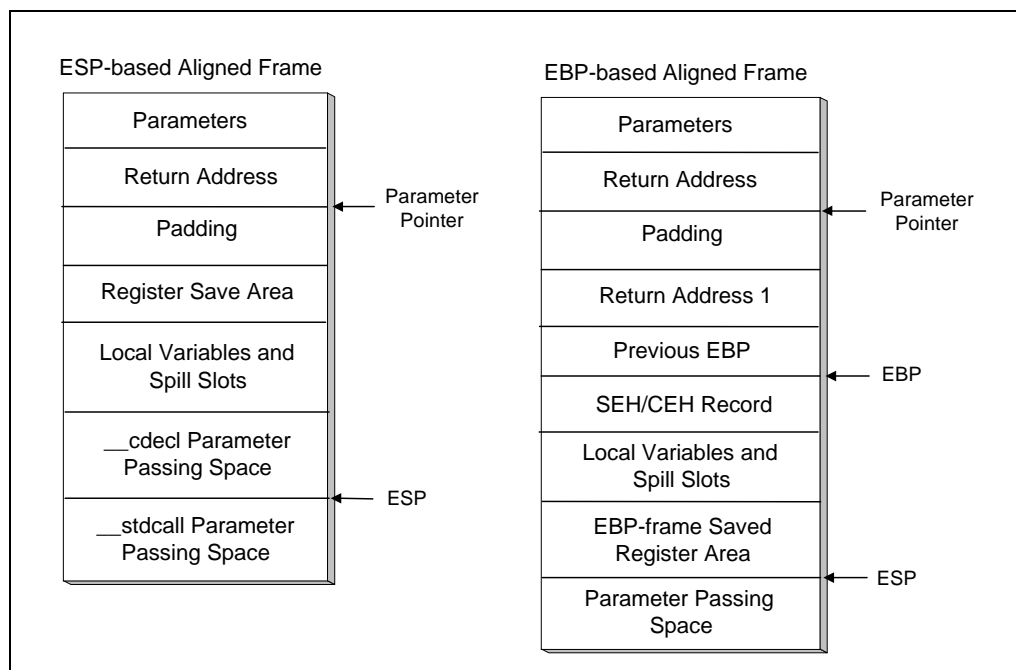 ESP-based Aligned Frame
Parameters
Return Address
Parameter
Pointer
Padding
Register Save Area
Local Variables and
Spill Slots
__cdecl Parameter
Passing Space
ESP
__stdcall Parameter
Passing Space
EBP-based Aligned Frame
Parameters
Return Address
Parameter
Pointer
Padding
Return Address 1
Previous EBP
EBP
SEH/CEH Record
Local Variables and
Spill Slots
EBP-frame Saved
Register Area
ESP
Parameter Passing
Space